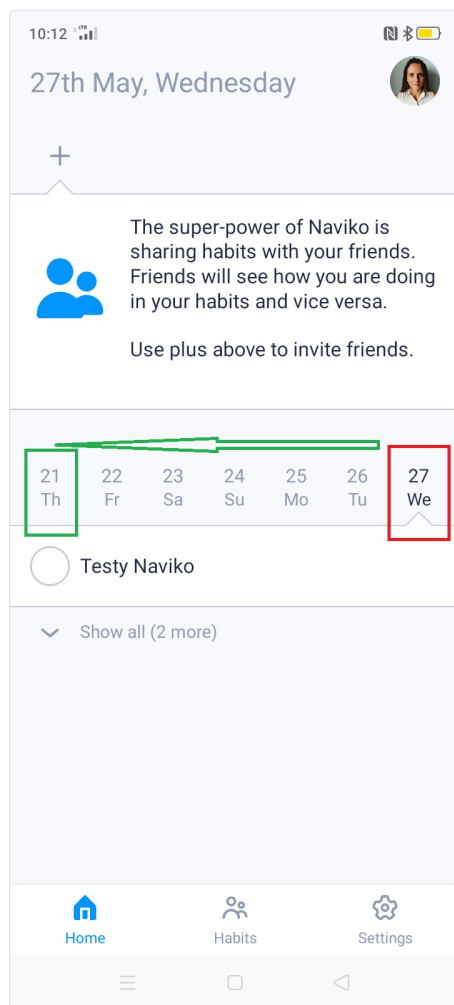 10:12 LTE
27th May, Wednesday
+
The super-power of Naviko is
sharing habits with your friends.
Friends will see how you are doing
in your habits and vice versa.
Use plus above to invite friends.
21 22 23 24 25 26 27
Th Fr Sa Su Mo Tu We
Testy Naviko
Show all (2 more)
Home Habits Settings